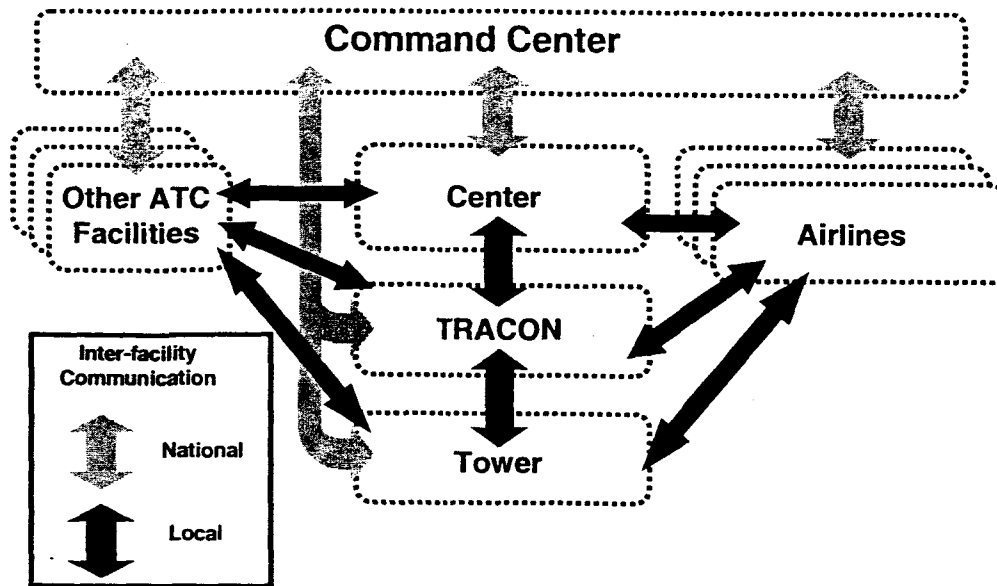 Command Center
Other ATC
Facilities
Center
Airlines
TRACON
Tower
Inter-facility
Communication
National
Local